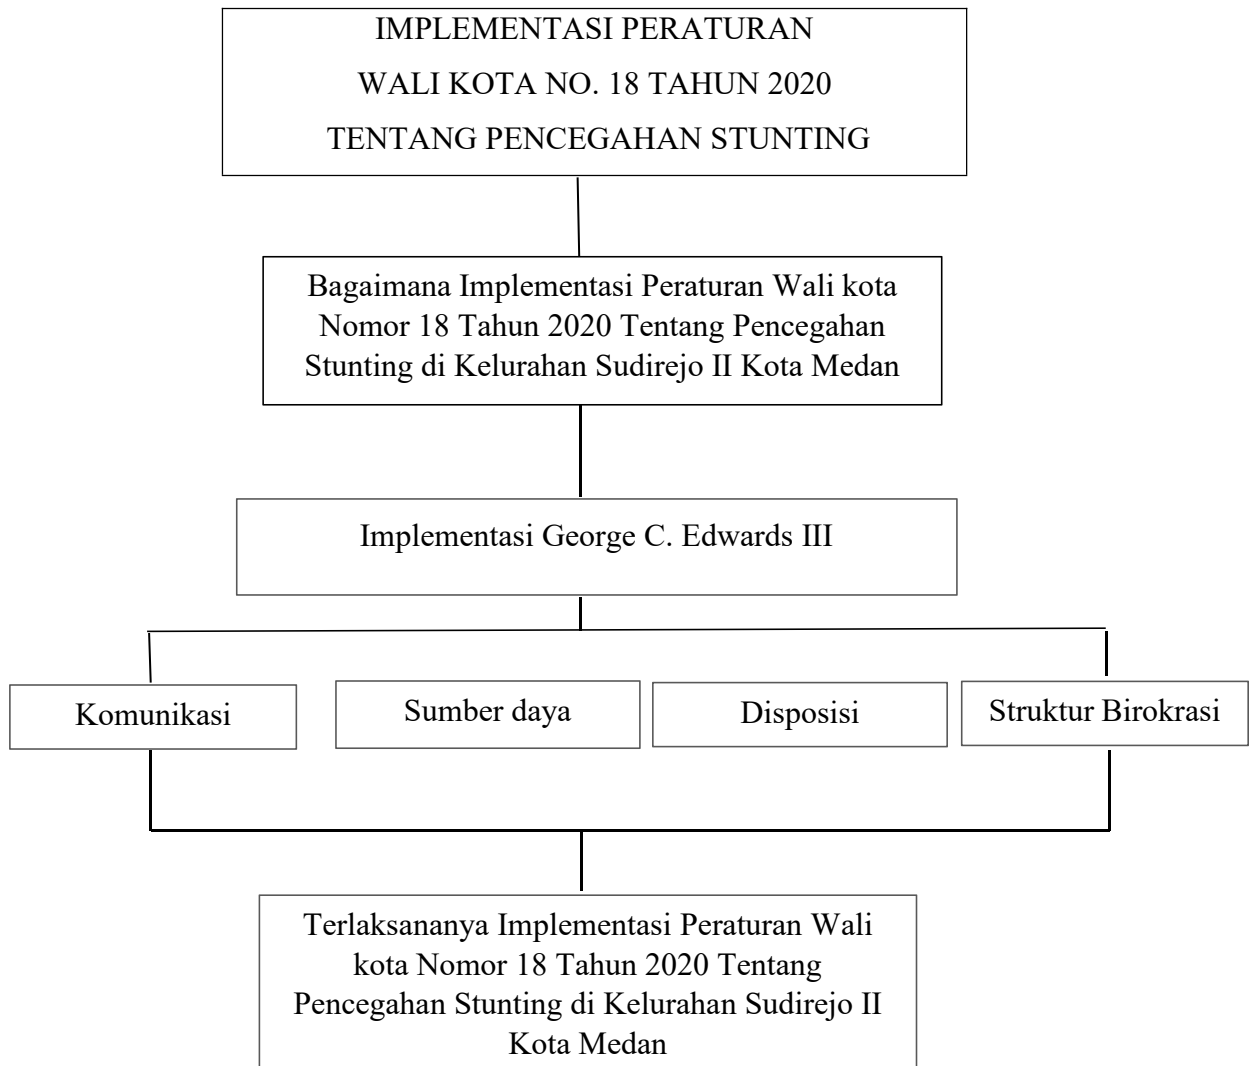 IMPLEMENTASI PERATURAN
WALI KOTA NO. 18 TAHUN 2020
TENTANG PENCEGAHAN STUNTING
Bagaimana Implementasi Peraturan Wali kota
Nomor 18 Tahun 2020 Tentang Pencegahan
Stunting di Kelurahan Sudirejo II Kota Medan
Implementasi George C. Edwards III
Komunikasi
Sumber daya
Disposisi
Struktur Birokrasi
Terlaksananya Implementasi Peraturan Wali
kota Nomor 18 Tahun 2020 Tentang
Pencegahan Stunting di Kelurahan Sudirejo II
Kota Medan